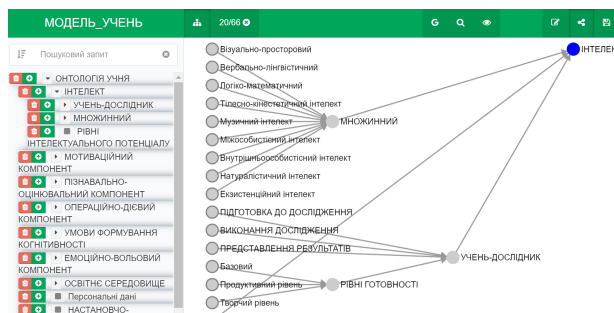 МОДЕЛЬ_УЧЕНЬ
20/66
G
Пошуковий запит
ОНТОЛОГІЯ УЧНЯ
ІНТЕЛЕКТ
УЧЕНЬ-ДОСЛІДНИК
МНОЖИННИЙ
РІВНІ
ІНТЕЛЕКТУАЛЬНОГО ПОТЕНЦІАЛУ
МОТИВАЦІЙНИЙ
КОМПОНЕНТ
ПІЗНАВАЛЬНО-
ОЦІНЮВАЛЬНИЙ КОМПОНЕНТ
ОПЕРАЦІЙНО-ДІЄВИЙ
КОМПОНЕНТ
УМОВИ ФОРМУВАННЯ
КОГНІТИВНОСТІ
ЕМОЦІЙНО-ВОЛЬОВИЙ
КОМПОНЕНТ
ОСВІТНЄ СЕРЕДОВИЩЕ
Персональні дані
НАСТАНОВЧО-
Візуально-просторовий
Вербально-лінгвістичний
Логіко-математичний
Тілесно-кінестетичний інтелект
Музичний інтелект
Міжособистісний інтелект
Внутрішньоособистісний інтелект
Натуралістичний інтелект
Екзистенційний інтелект
ПІДГОТОВКА ДО ДОСЛІДЖЕННЯ
ВИКОНАННЯ ДОСЛІДЖЕННЯ
ПРЕДСТАВЛЕННЯ РЕЗУЛЬТАТІВ
Базовий
Продуктивний рівень
Творчий рівень
МНОЖИННИЙ
РІВНІ ГОТОВНОСТІ
УЧЕНЬ-ДОСЛІДНИК
ІНТЕЛЕК